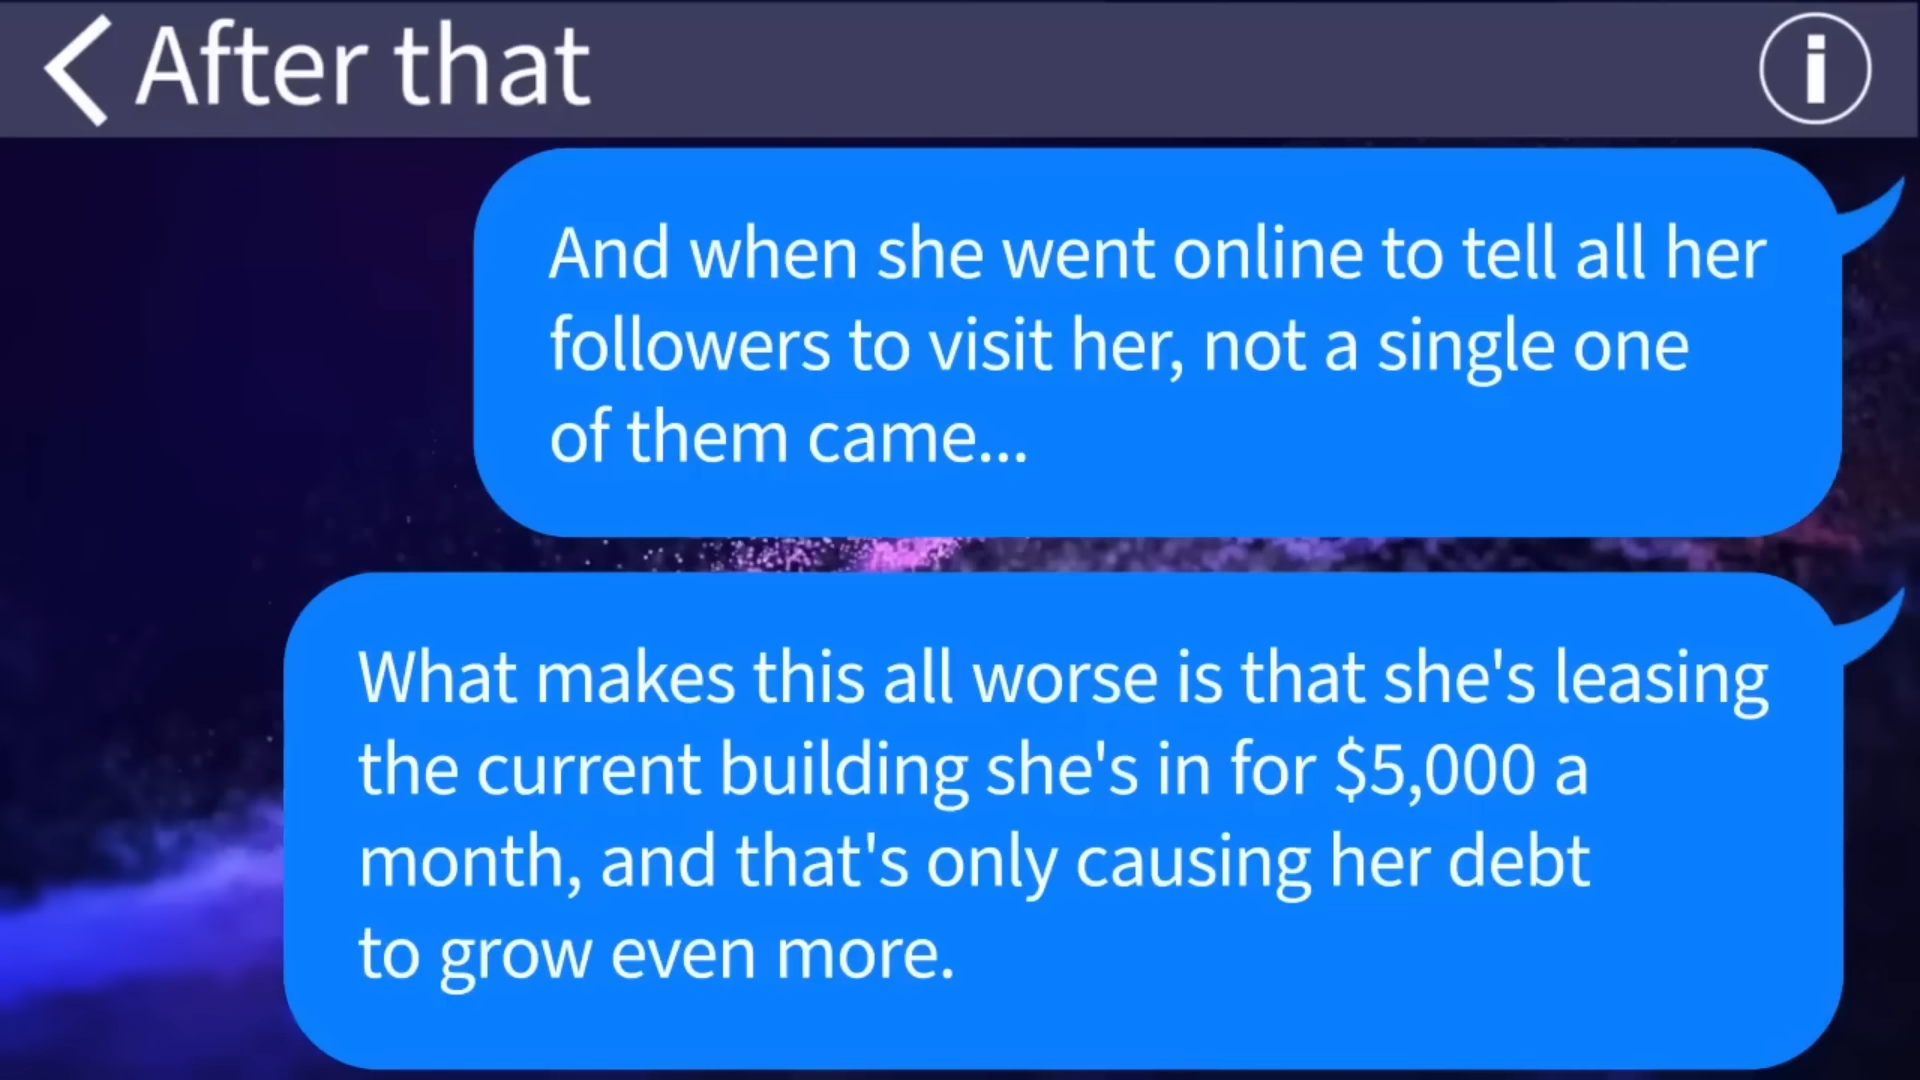 After that
And when she went online to tell all her
followers to visit her, not a single one
of them came...
What makes this all worse is that she's leasing
the current building she's in for $5,000 a
month, and that's only causing her debt
to grow even more.